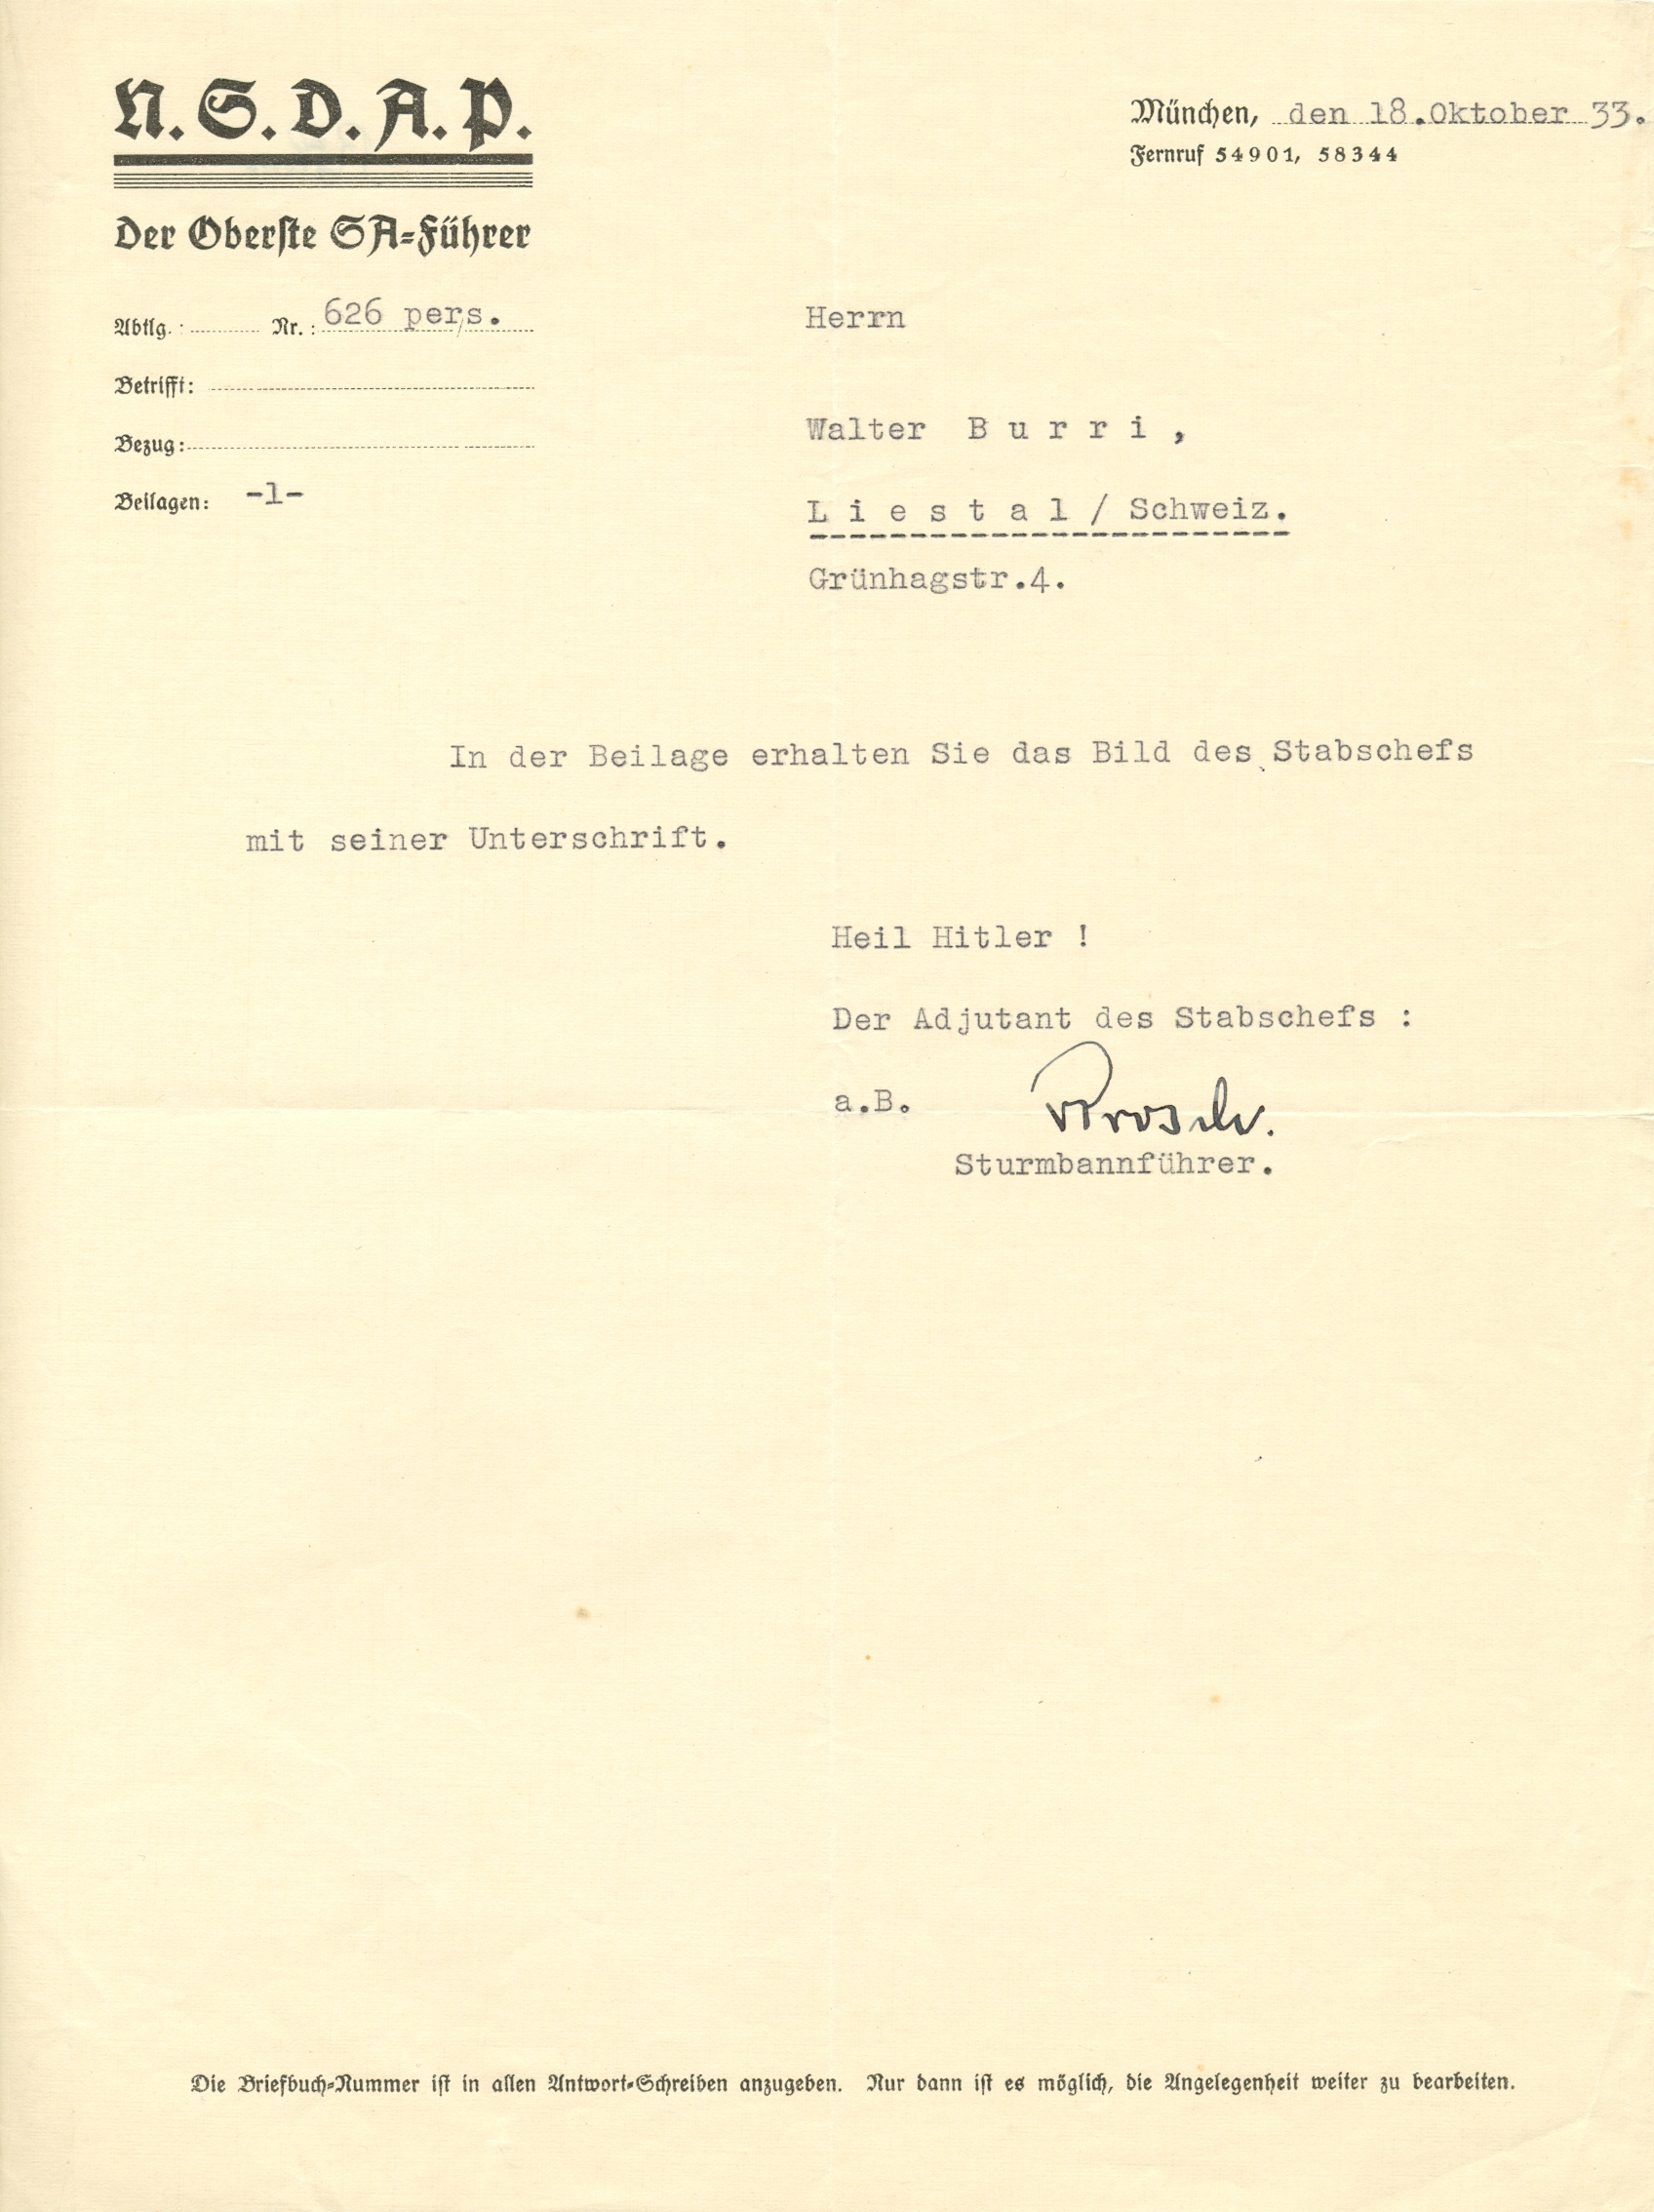 N.S.D.A.P.
Der Oberste SA=Führer
München, den 18.Oktober 33.
Fernruf 54901, 58344
Abtlg.: Nr.: 626 pers.
Betrifft:
Bezug:
Beilagen: -1-
Herrn
Walter B u r r i ,
L i e s t a l / Schweiz.
Grünhagstr.4.
In der Beilage erhalten Sie das Bild des Stabschefs
mit seiner Unterschrift.
Heil Hitler !
Der Adjutant des Stabschefs :
a.B.
Sturmbannführer.
Die Briefbuch=Nummer ist in allen Antwort=Schreiben anzugeben. Nur dann ist es möglich, die Angelegenheit weiter zu bearbeiten.